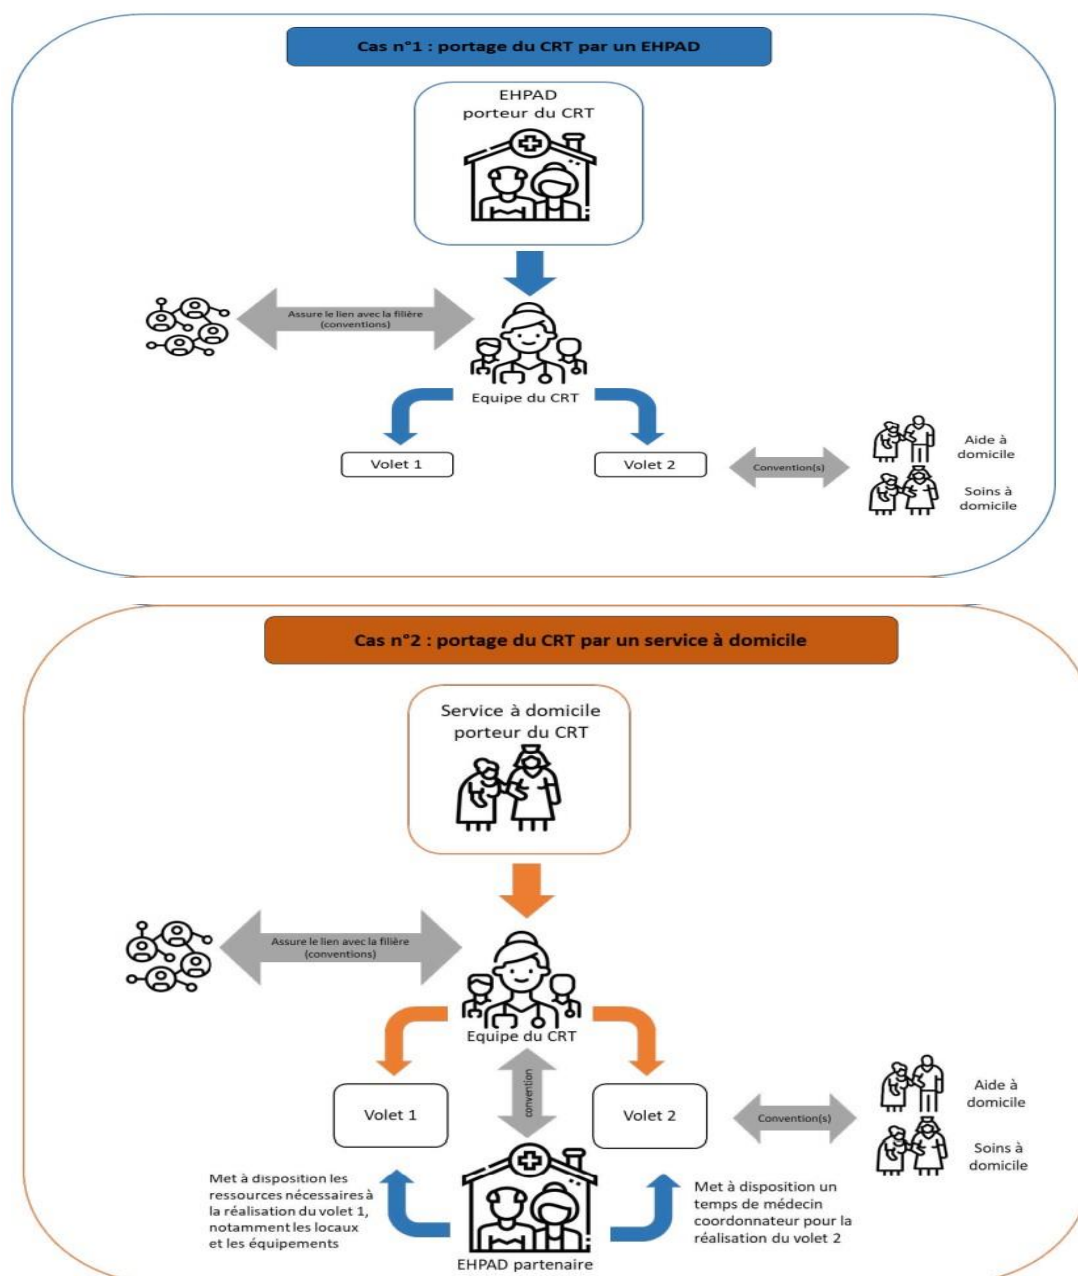 Cas n°1 : portage du CRT par un EHPAD
EHPAD
porteur du CRT
Assure le lien avec la filière
(conventions)
Equipe du CRT
Volet 1
Volet 2
Convention(s)
Aide à
domicile
Soins à
domicile
Cas n°2 : portage du CRT par un service à domicile
Service à domicile
porteur du CRT
Assure le lien avec la filière
(conventions)
Equipe du CRT
convention
Volet 1
Volet 2
Convention(s)
Aide à
domicile
Soins à
domicile
Met à disposition les
ressources nécessaires à
la réalisation du volet 1,
notamment les locaux
et les équipements
Met à disposition un
temps de médecin
coordonnateur pour la
réalisation du volet 2
EHPAD partenaire